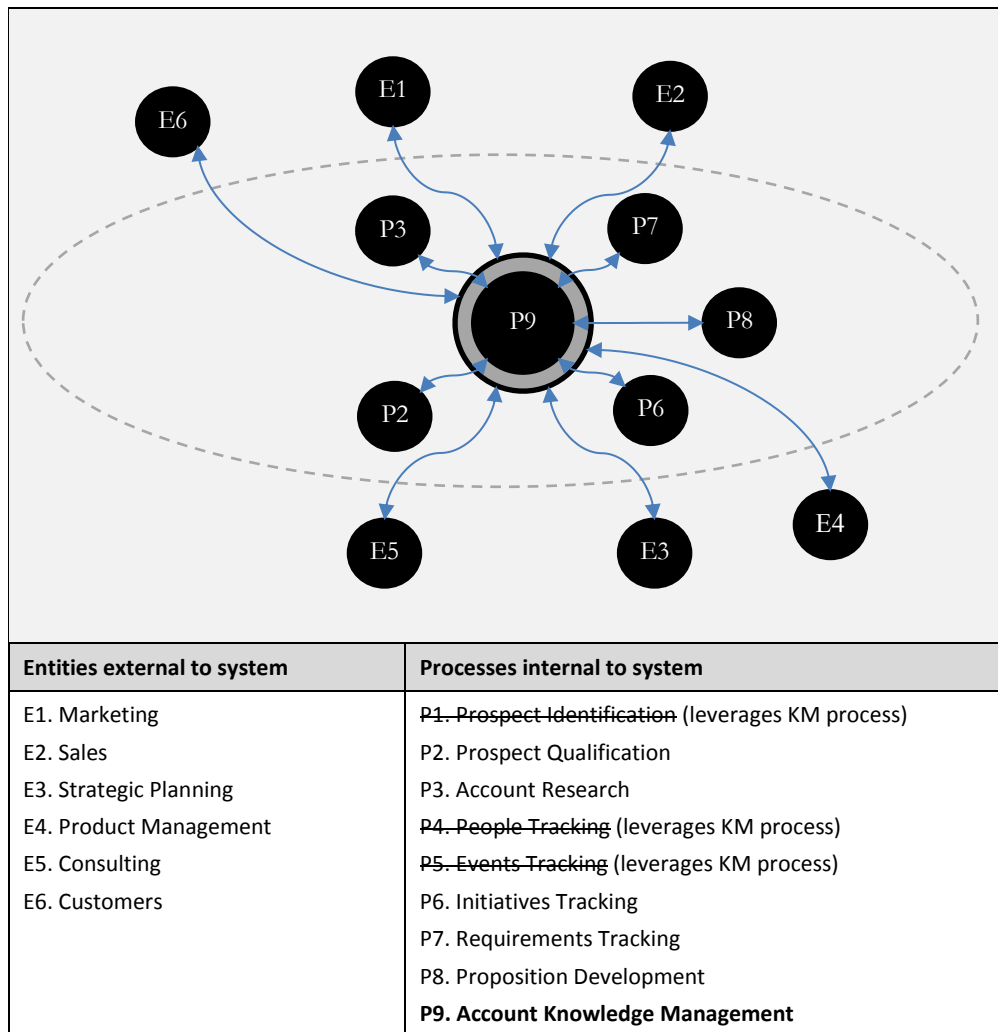 E1
E2
E6
P3
P7
P9
P8
P2
P6
E5
E3
E4
Entities external to system
Processes internal to system
E1. Marketing
E2. Sales
E3. Strategic Planning
E4. Product Management
E5. Consulting
E6. Customers
P1. Prospect Identification (leverages KM process)
P2. Prospect Qualification
P3. Account Research
P4. People Tracking (leverages KM process)
P5. Events Tracking (leverages KM process)
P6. Initiatives Tracking
P7. Requirements Tracking
P8. Proposition Development
P9. Account Knowledge Management